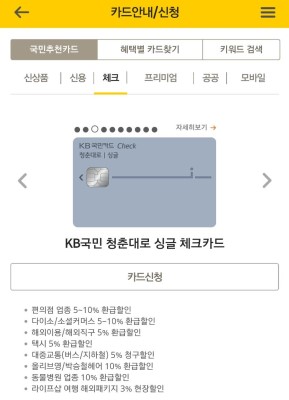 카드안내/신청
국민추천카드 혜택별 카드찾기 키워드 검색
신상품 신용 체크 프리미엄 공공 모바일
자세히보기
KB국민카드 Check
청춘대로 | 싱글
KB국민 청춘대로 싱글 체크카드
카드신청
편의점 업종 5~10% 환급할인
다이소/소셜커머스 5~10% 환급할인
해외이용/해외직구 5% 환급할인
택시 5% 환급할인
대중교통(버스/지하철) 5% 청구할인
올리브영/박승철헤어 10% 환급할인
동물병원 업종 10% 환급할인
라이프샵 여행 해외패키지 3% 현장할인